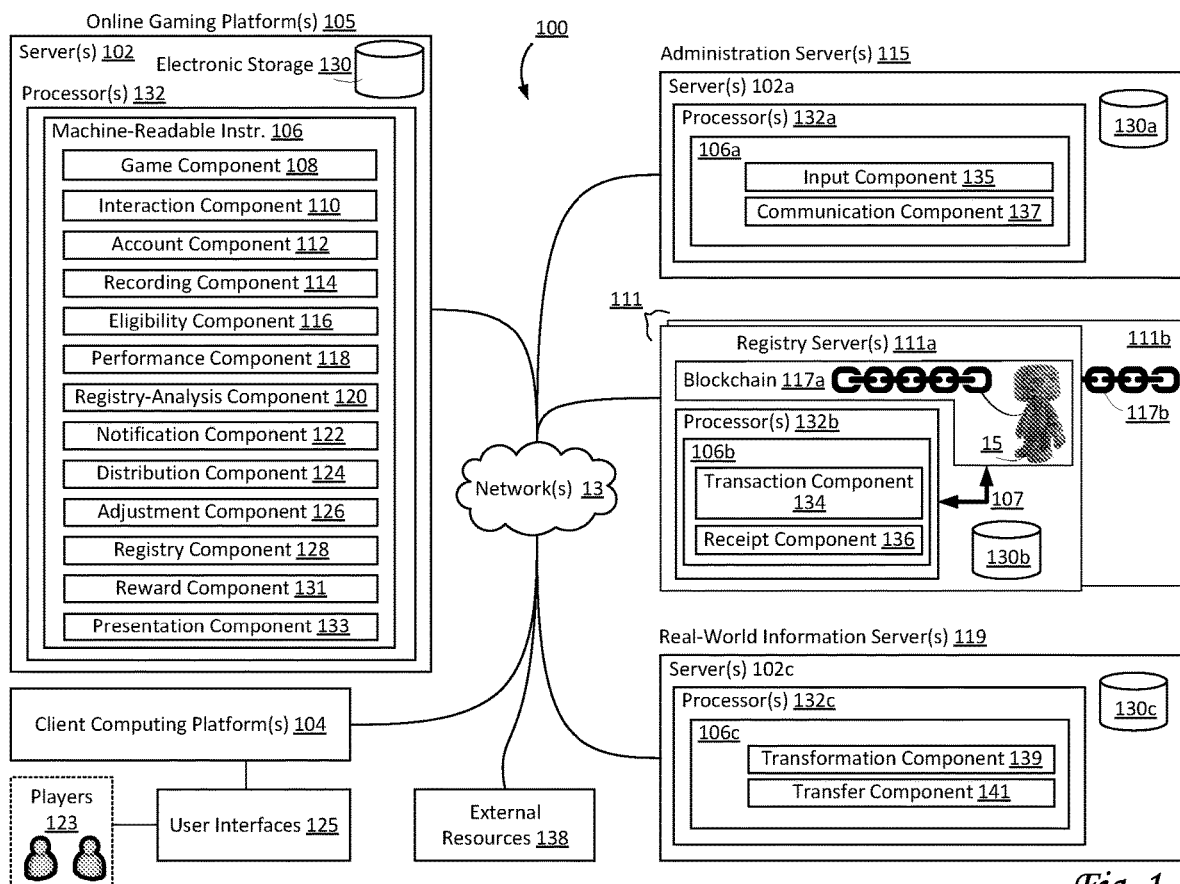 Online Gaming Platform(s) 105
Server(s) 102
Electronic Storage 130
Processor(s) 132
Machine-Readable Instr. 106
Game Component 108
Interaction Component 110
Account Component 112
Recording Component 114
Eligibility Component 116
Performance Component 118
Registry-Analysis Component 120
Notification Component 122
Distribution Component 124
Adjustment Component 126
Registry Component 128
Reward Component 131
Presentation Component 133
Client Computing Platform(s) 104
Players
123
User Interfaces 125
100
Network(s) 13
External
Resources 138
Administration Server(s) 115
Server(s) 102a
Processor(s) 132a
130a
106a
Input Component 135
Communication Component 137
111
Registry Server(s) 111a
111b
Blockchain 117a
117b
Processor(s) 132b
106b
15
Transaction Component
134
107
Receipt Component 136
130b
Real-World Information Server(s) 119
Server(s) 102c
Processor(s) 132c
130c
106c
Transformation Component 139
Transfer Component 141
Fig. 1